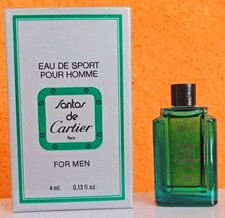 EAU DE SPORT
POUR HOMME
Santos
de
Cartier
Paris
FOR MEN
4 ml. 0,13 fl.oz.